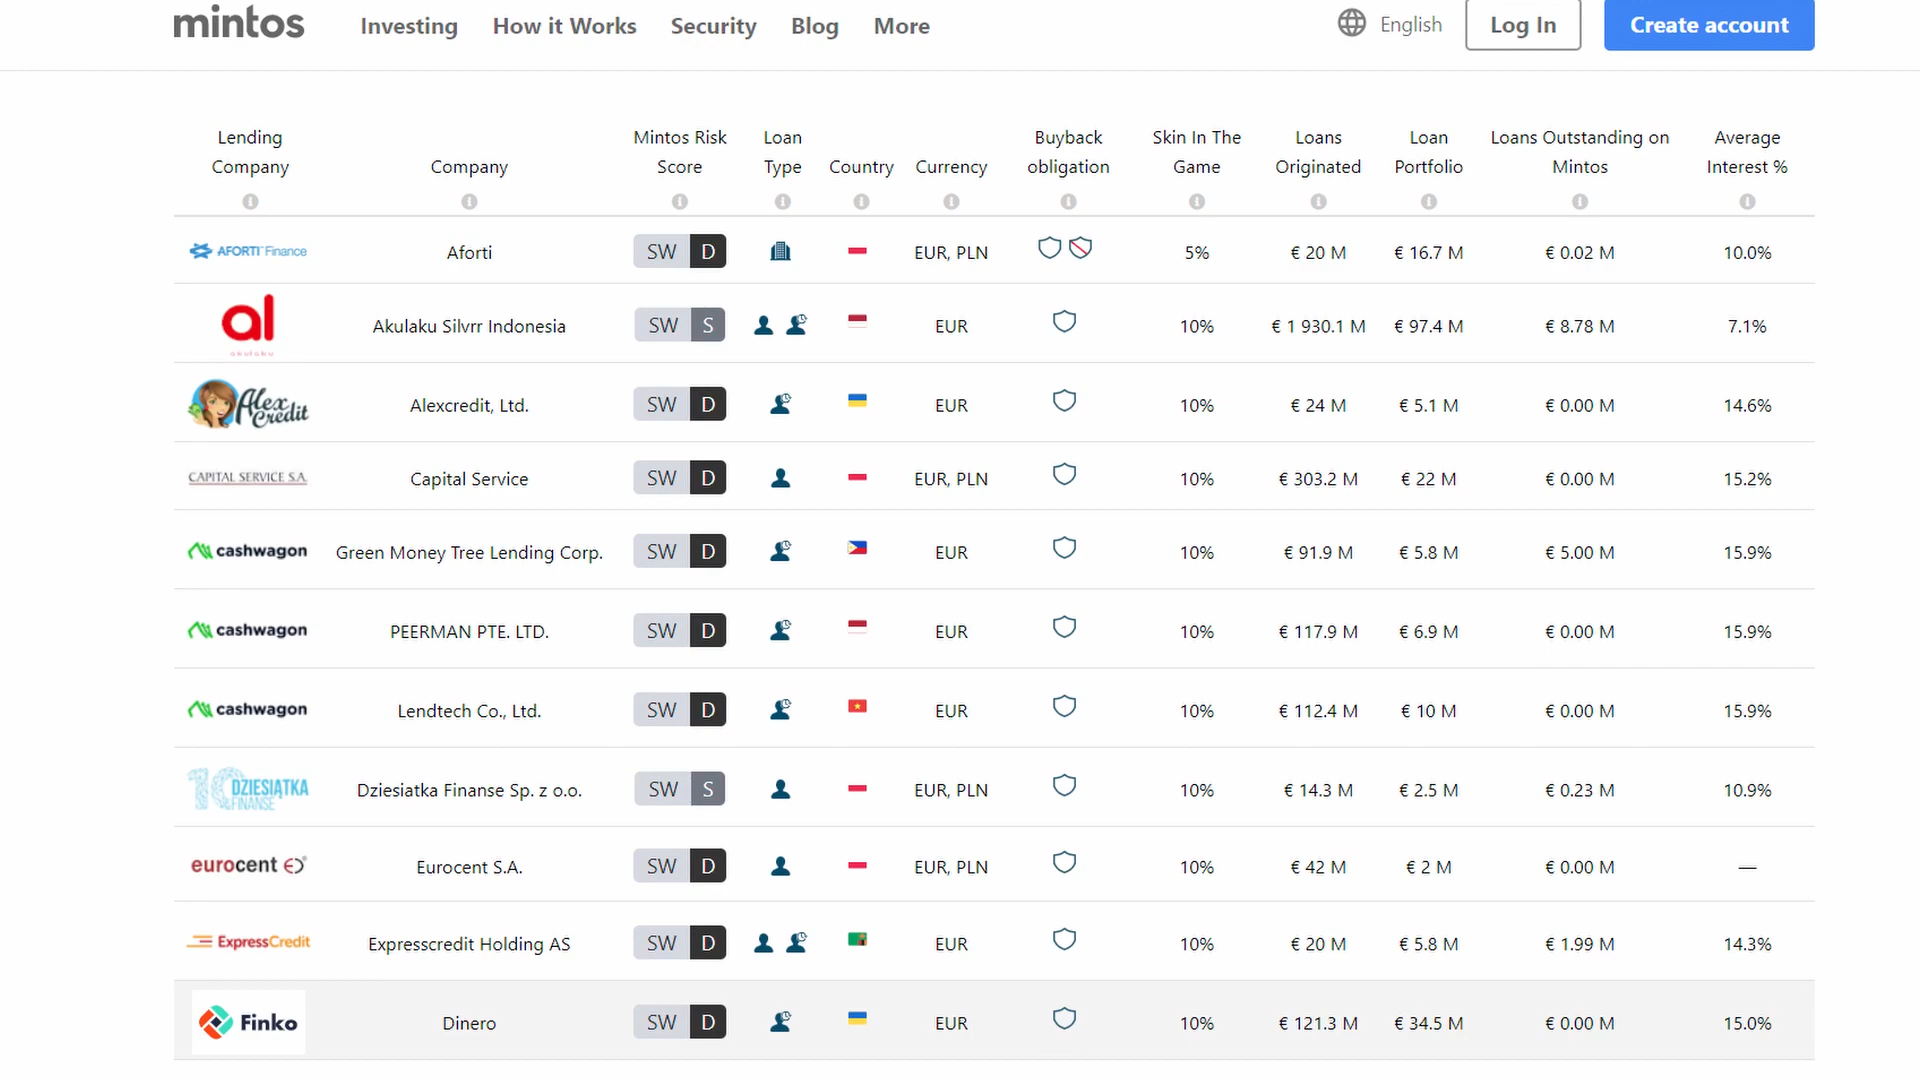 mintos Investing How it Works Security Blog More English Log In Create account
Lending Company Company Mintos Risk Score Loan Type Country Currency Buyback obligation Skin In The Game Loans Originated Loan Portfolio Loans Outstanding on Mintos Average Interest %
AFORTI Finance Aforti SW D EUR, PLN 5% € 20 M € 16.7 M € 0.02 M 10.0%
al akulaku Akulaku Silvrr Indonesia SW S EUR 10% € 1 930.1 M € 97.4 M € 8.78 M 7.1%
Alex Credit Alexcredit, Ltd. SW D EUR 10% € 24 M € 5.1 M € 0.00 M 14.6%
CAPITAL SERVICE S.A. Capital Service SW D EUR, PLN 10% € 303.2 M € 22 M € 0.00 M 15.2%
cashwagon Green Money Tree Lending Corp. SW D EUR 10% € 91.9 M € 5.8 M € 5.00 M 15.9%
cashwagon PEERMAN PTE. LTD. SW D EUR 10% € 117.9 M € 6.9 M € 0.00 M 15.9%
cashwagon Lendtech Co., Ltd. SW D EUR 10% € 112.4 M € 10 M € 0.00 M 15.9%
10 DZIESIĄTKA FINANSE Dziesiatka Finanse Sp. z o.o. SW S EUR, PLN 10% € 14.3 M € 2.5 M € 0.23 M 10.9%
eurocent Eurocent S.A. SW D EUR, PLN 10% € 42 M € 2 M € 0.00 M —
ExpressCredit Expresscredit Holding AS SW D EUR 10% € 20 M € 5.8 M € 1.99 M 14.3%
Finko Dinero SW D EUR 10% € 121.3 M € 34.5 M € 0.00 M 15.0%